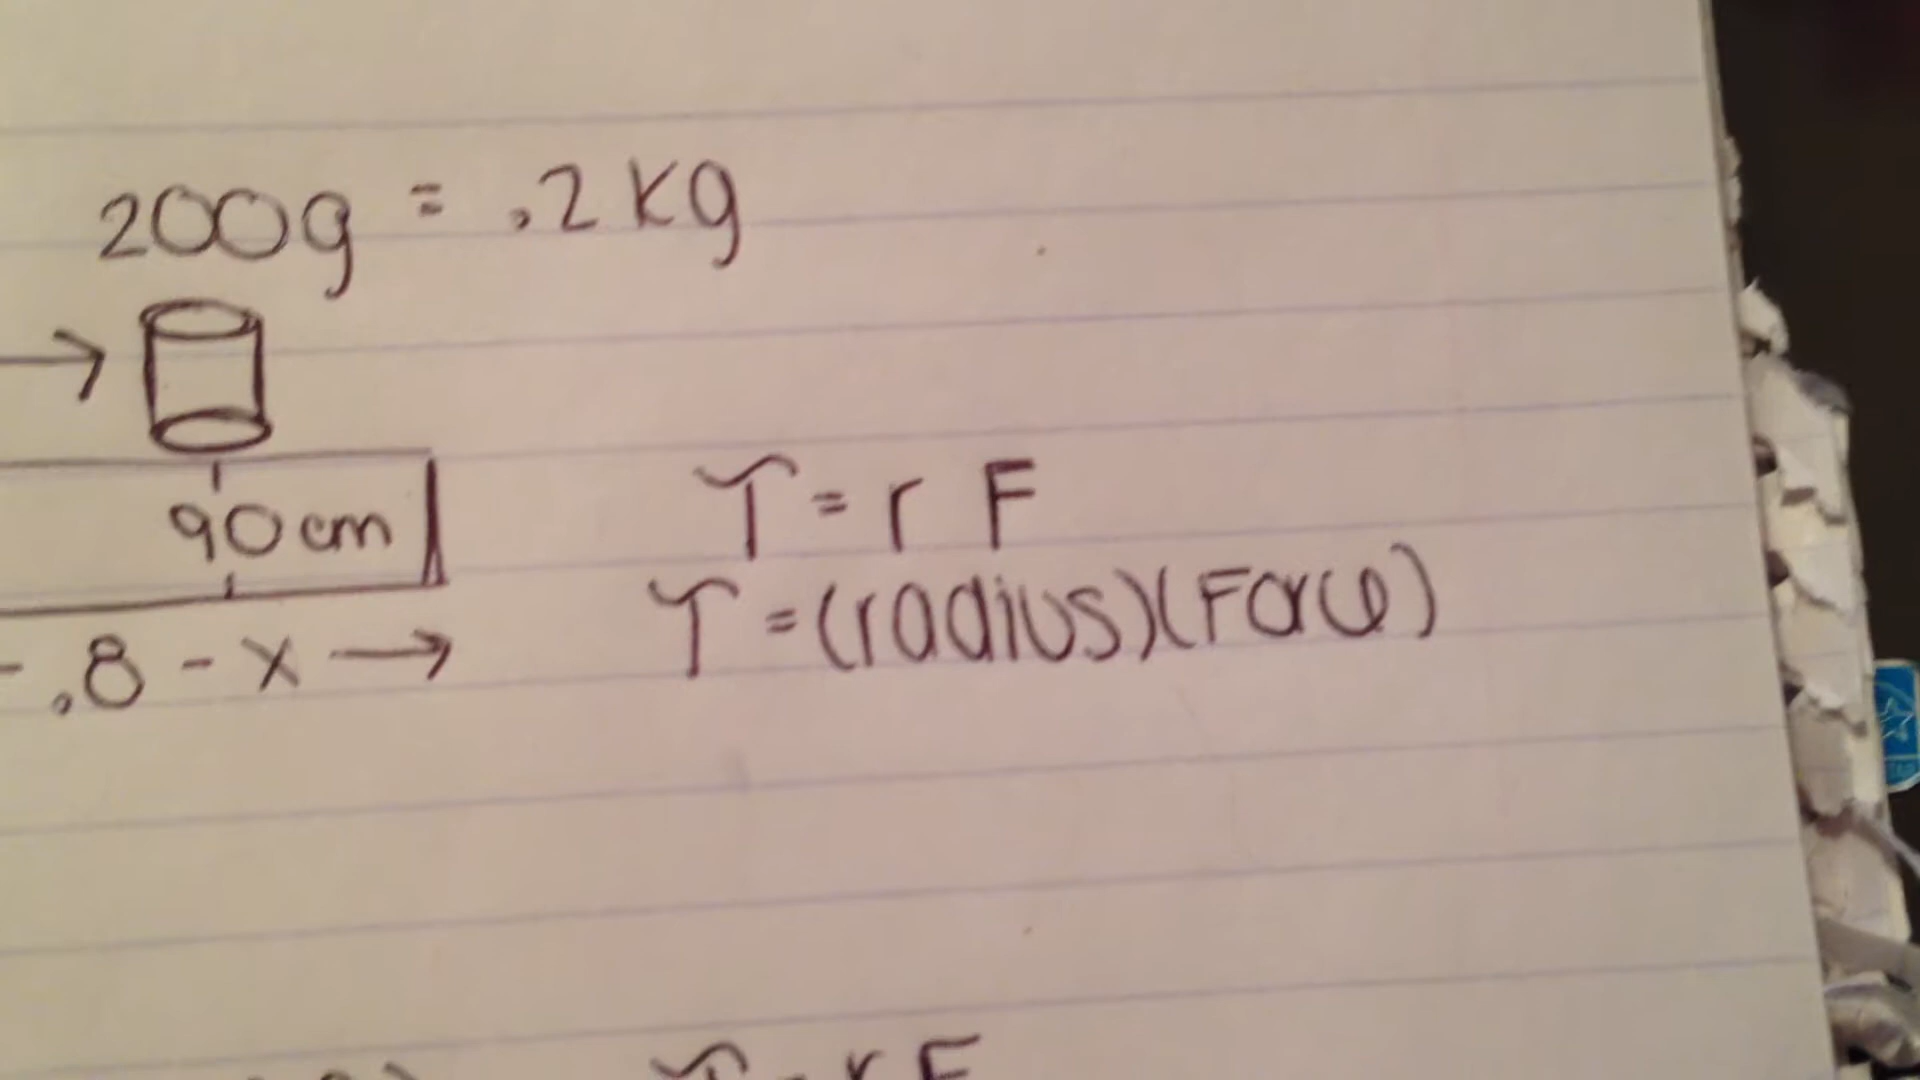 200g = .2 kg
90 cm
- .8 - x →
τ = r F
τ = (radius)(Force)
τ = r F